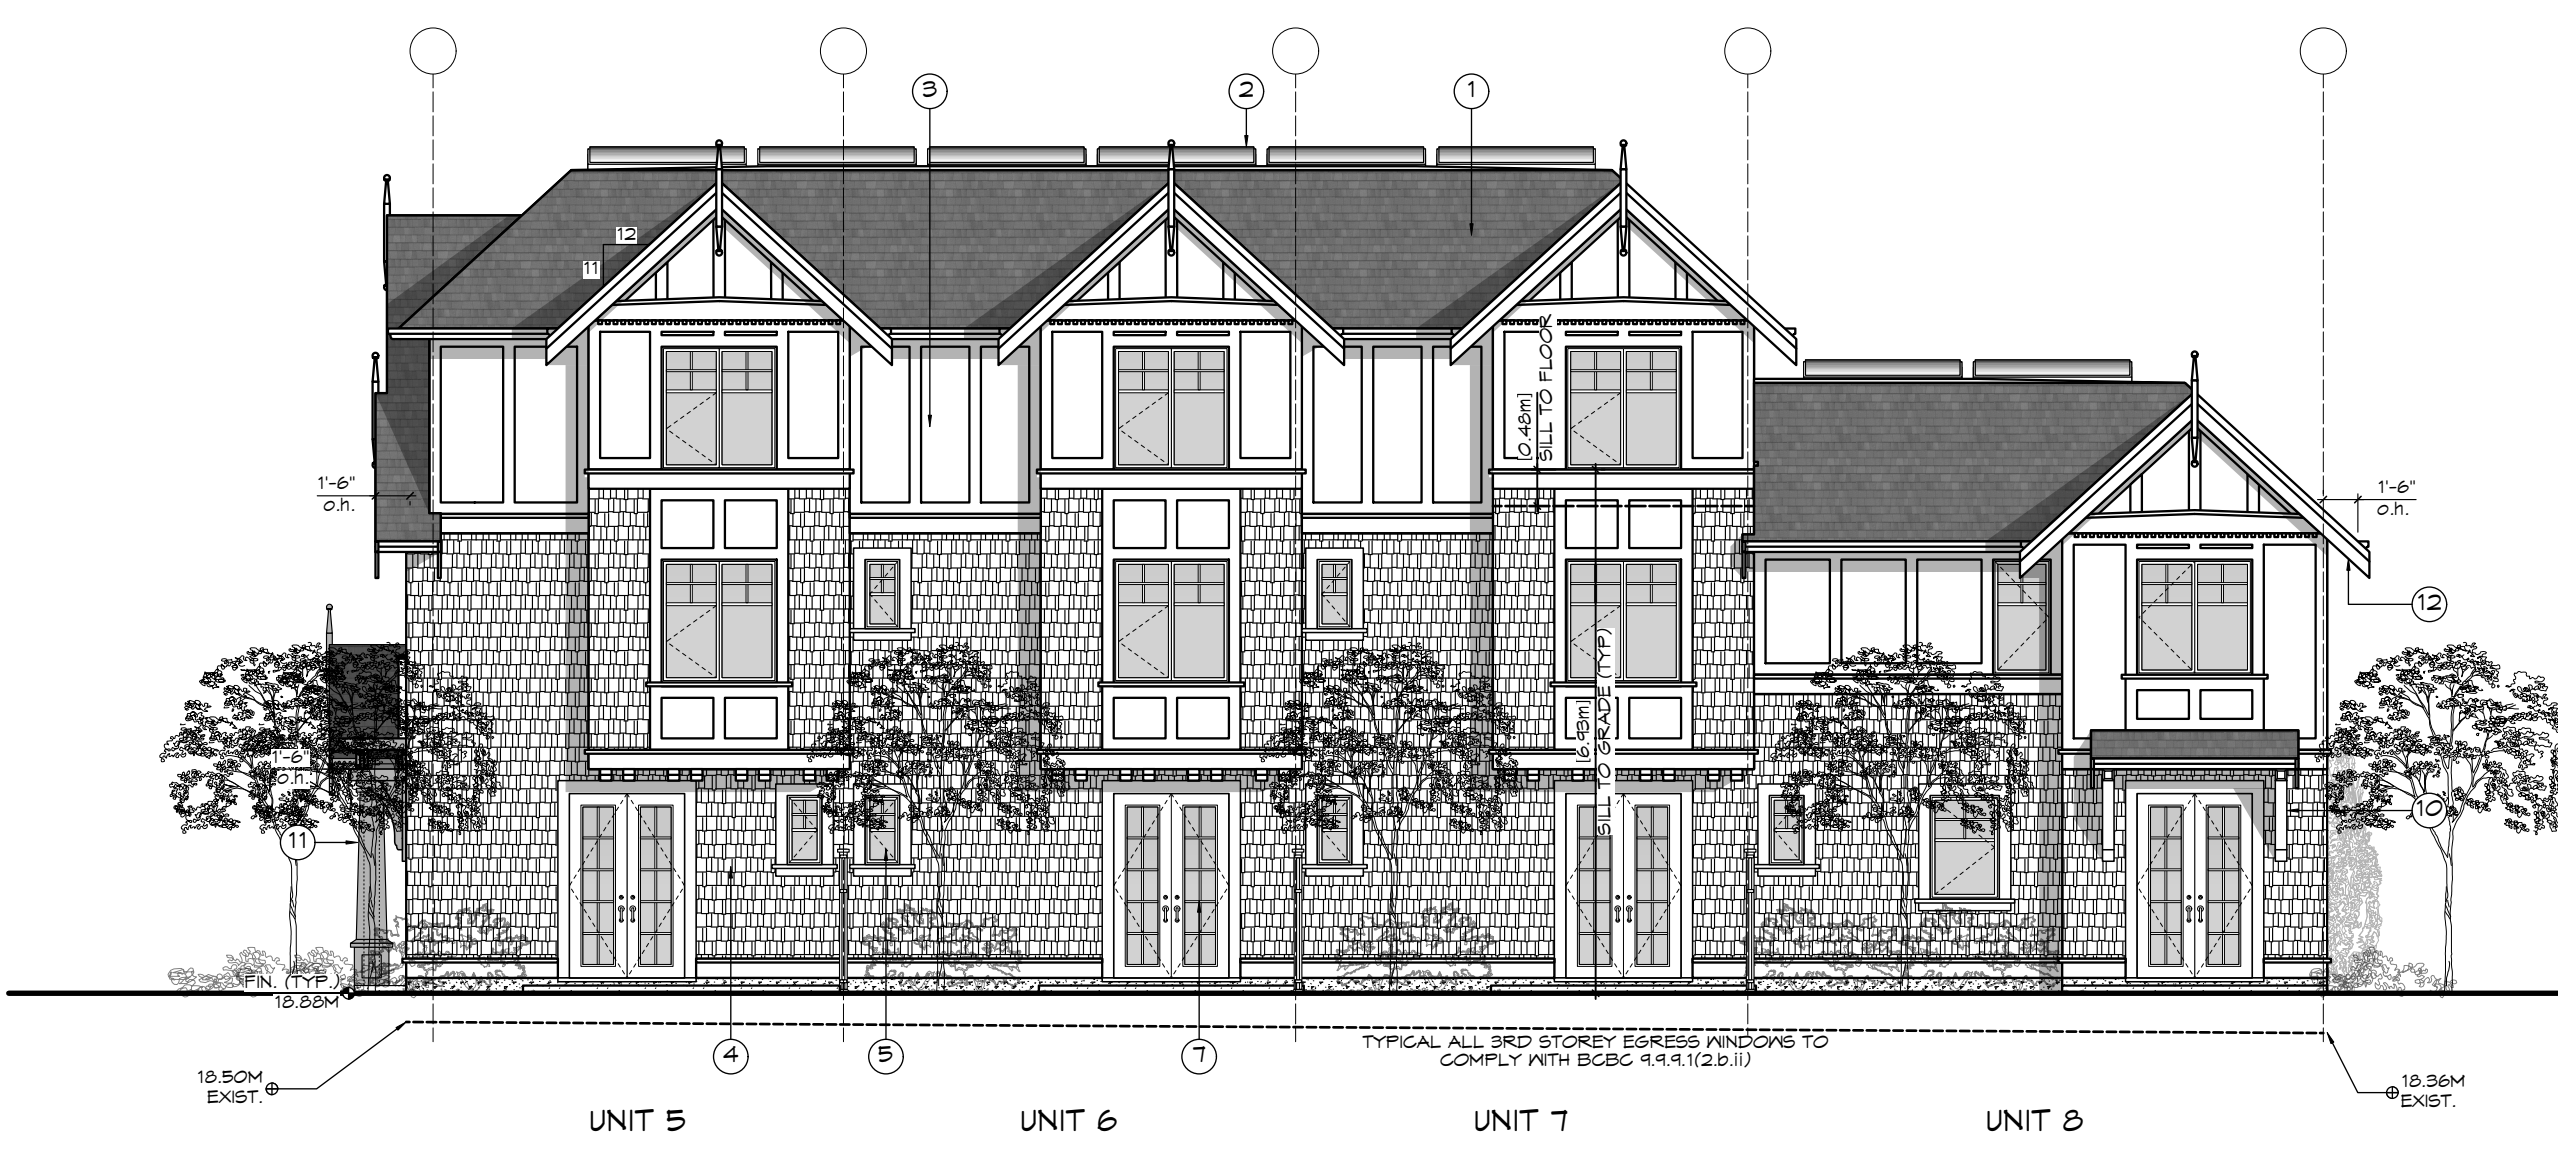 3
2
1
12
11
[0.48m]
SILL TO FLOOR
1'-6"
o.h.
1'-6"
o.h.
12
[6.93m]
SILL TO GRADE (TYP)
1'-6"
o.h.
10
11
FIN. (TYP.)
18.88M
4
5
7
TYPICAL ALL 3RD STOREY EGRESS WINDOWS TO
COMPLY WITH BCBC 9.9.9.1(2.b.ii)
18.50M
EXIST.
18.36M
EXIST.
UNIT 5
UNIT 6
UNIT 7
UNIT 8